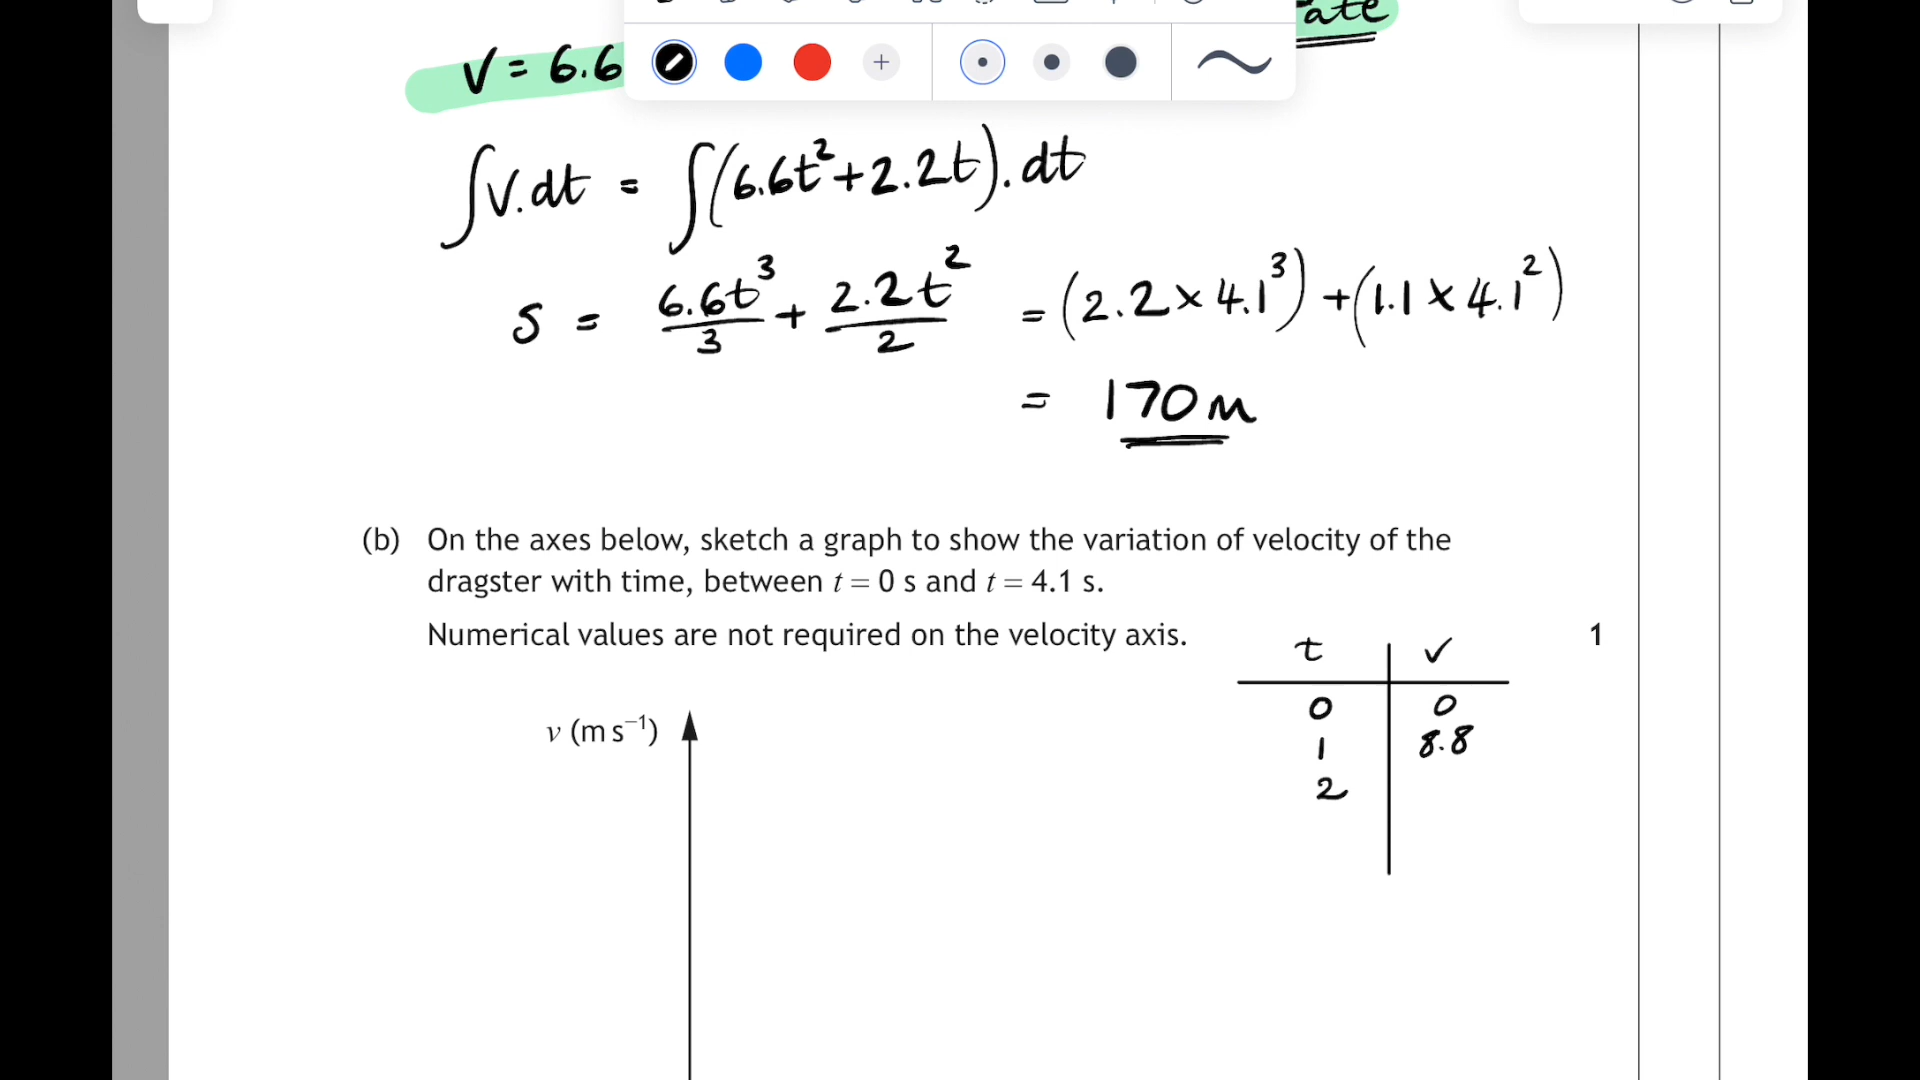 ate
V = 6.6
∫V.dt = ∫(6.6t²+2.2t).dt
S = 6.6t³/3 + 2.2t²/2 = (2.2×4.1³)+(1.1×4.1²)
= 170m
(b) On the axes below, sketch a graph to show the variation of velocity of the
dragster with time, between t = 0 s and t = 4.1 s.
Numerical values are not required on the velocity axis. 1
t v
0 0
1 8.8
2
v (m s⁻¹)